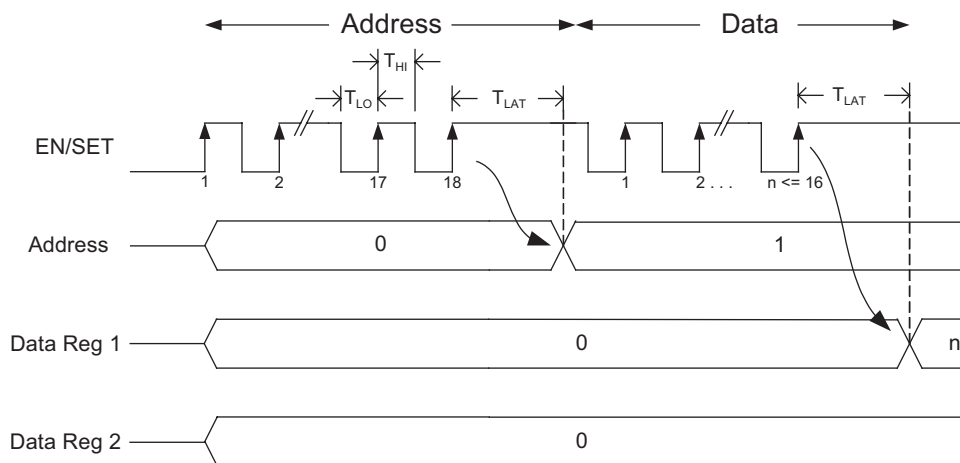 Address Data
T_HI
T_LO T_LAT T_LAT
EN/SET
1 2 17 18 1 2 . . . n <= 16
Address 0 1
Data Reg 1 0 n
Data Reg 2 0